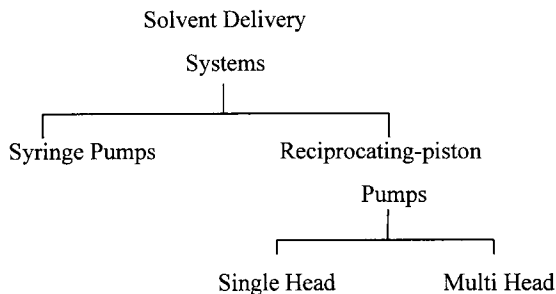 Solvent Delivery
Systems
Syringe Pumps
Reciprocating-piston
Pumps
Single Head
Multi Head